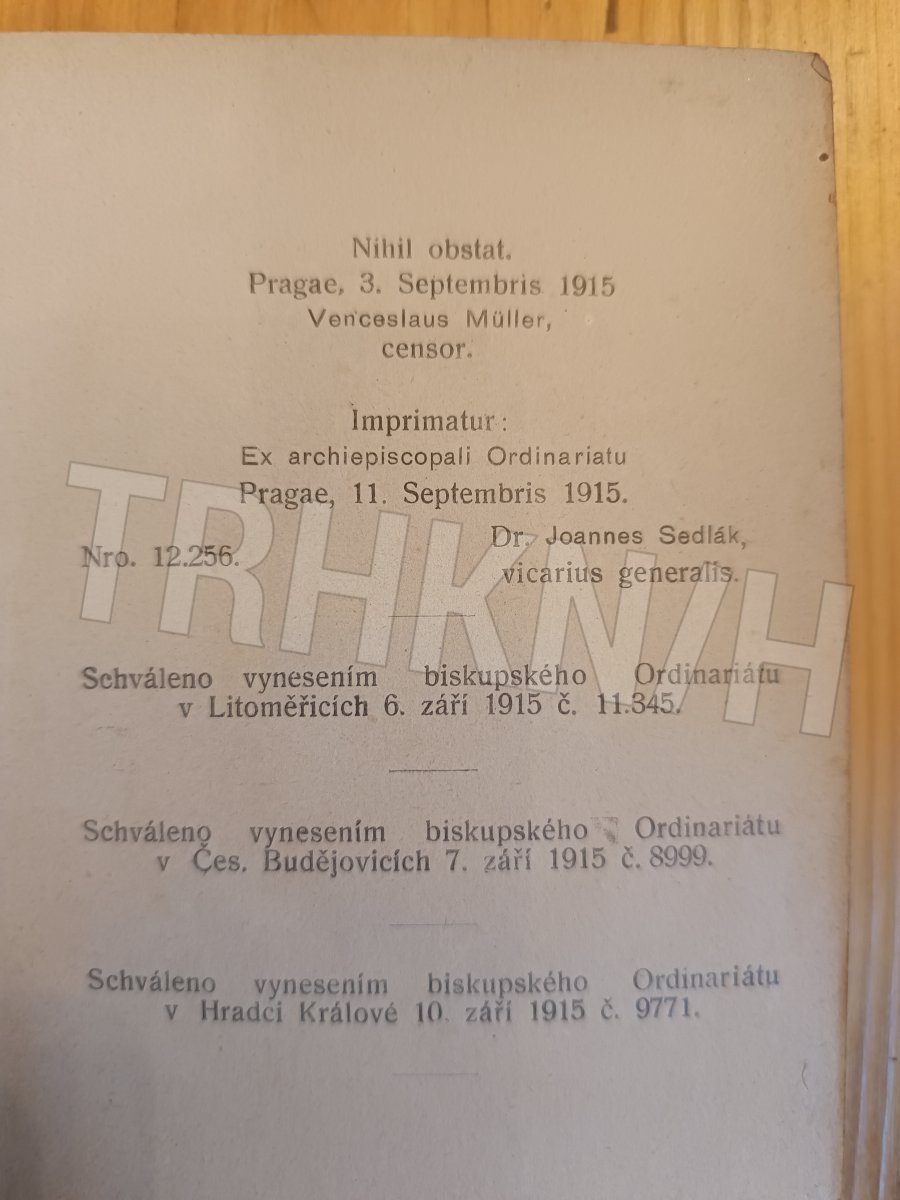 Nihil obstat.
Pragae, 3. Septembris 1915
Venceslaus Müller,
censor.
Imprimatur:
Ex archiepiscopali Ordinariatu
Pragae, 11. Septembris 1915.
Nro. 12.256.
Dr. Joannes Sedlák,
vicarius generalis.
TRHKN/H
Schváleno vynesením biskupského Ordinariátu
v Litoměřicích 6. září 1915 č. 11.345.
Schváleno vynesením biskupského Ordinariátu
v Čes. Budějovicích 7. září 1915 č. 8999.
Schváleno vynesením biskupského Ordinariátu
v Hradci Králové 10. září 1915 č. 9771.